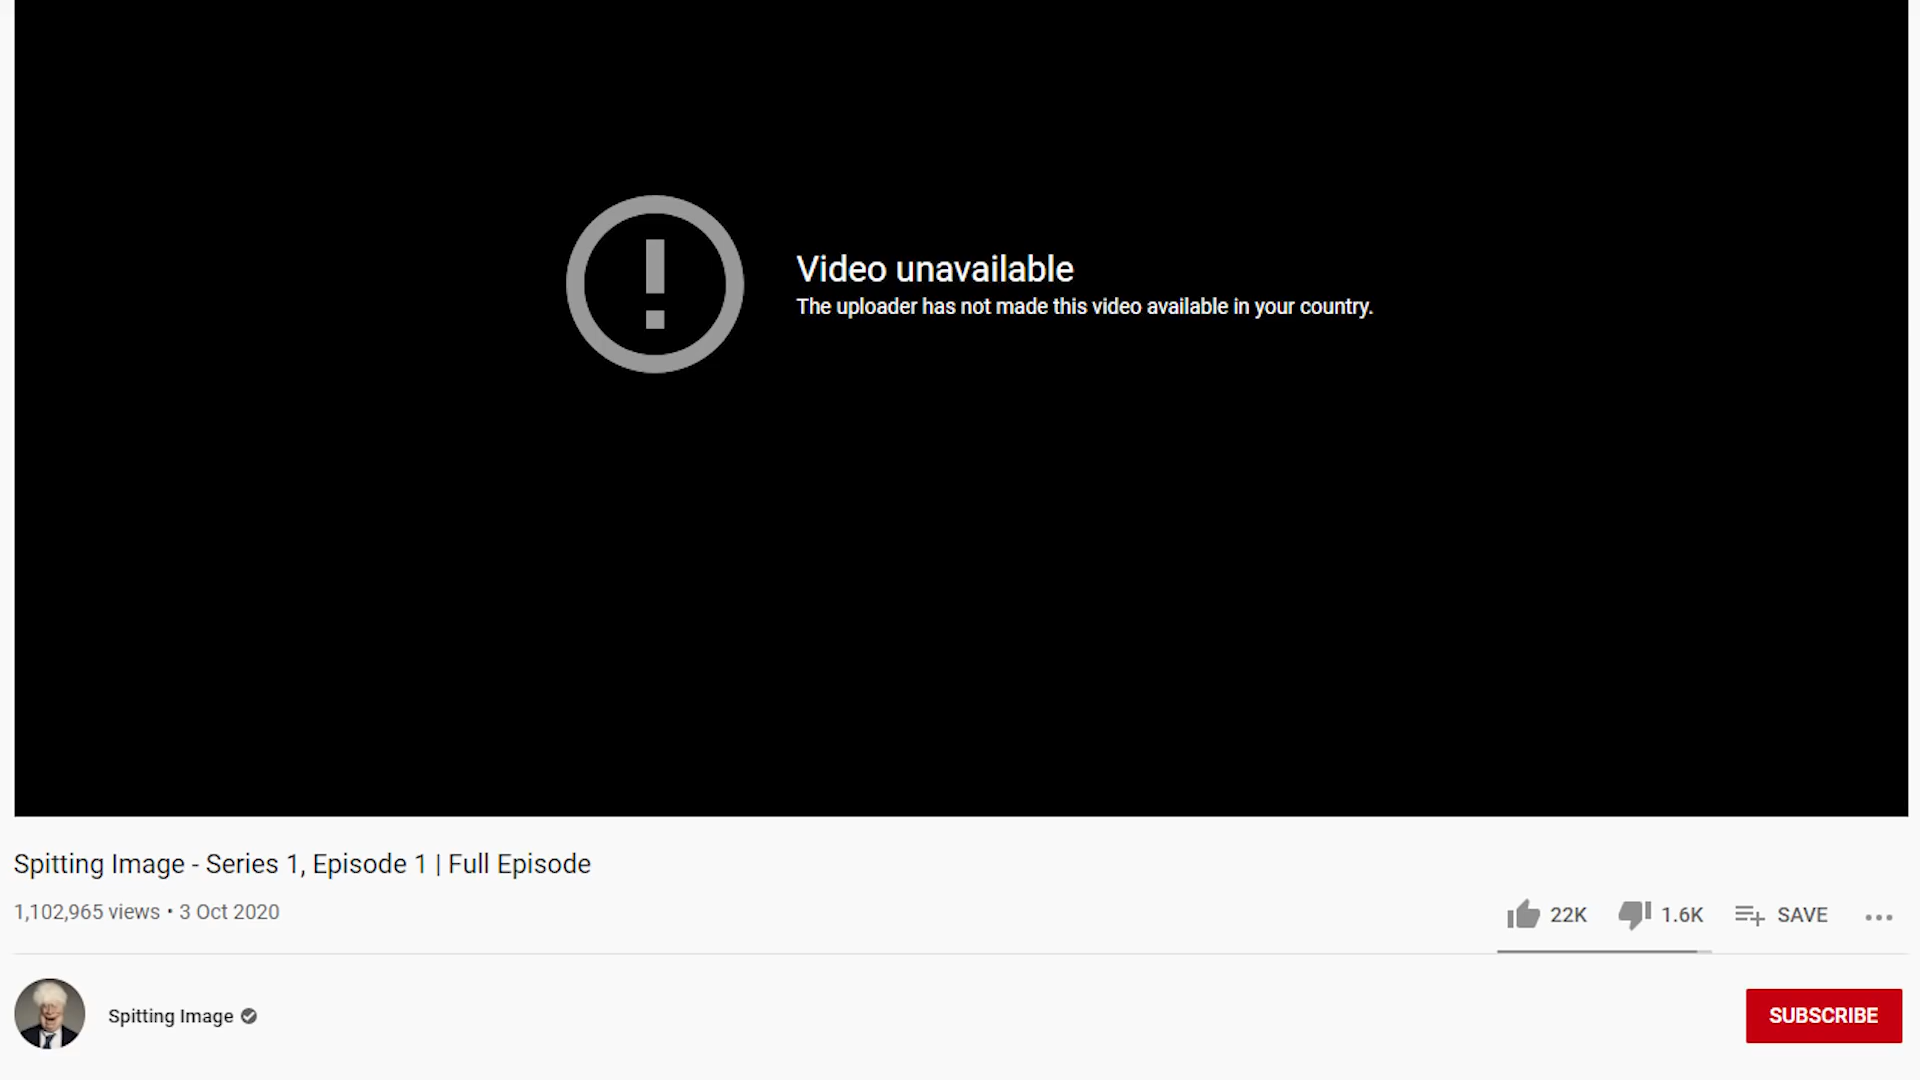 Video unavailable
The uploader has not made this video available in your country.
Spitting Image - Series 1, Episode 1 | Full Episode
1,102,965 views • 3 Oct 2020
22K 1.6K SAVE
Spitting Image
SUBSCRIBE